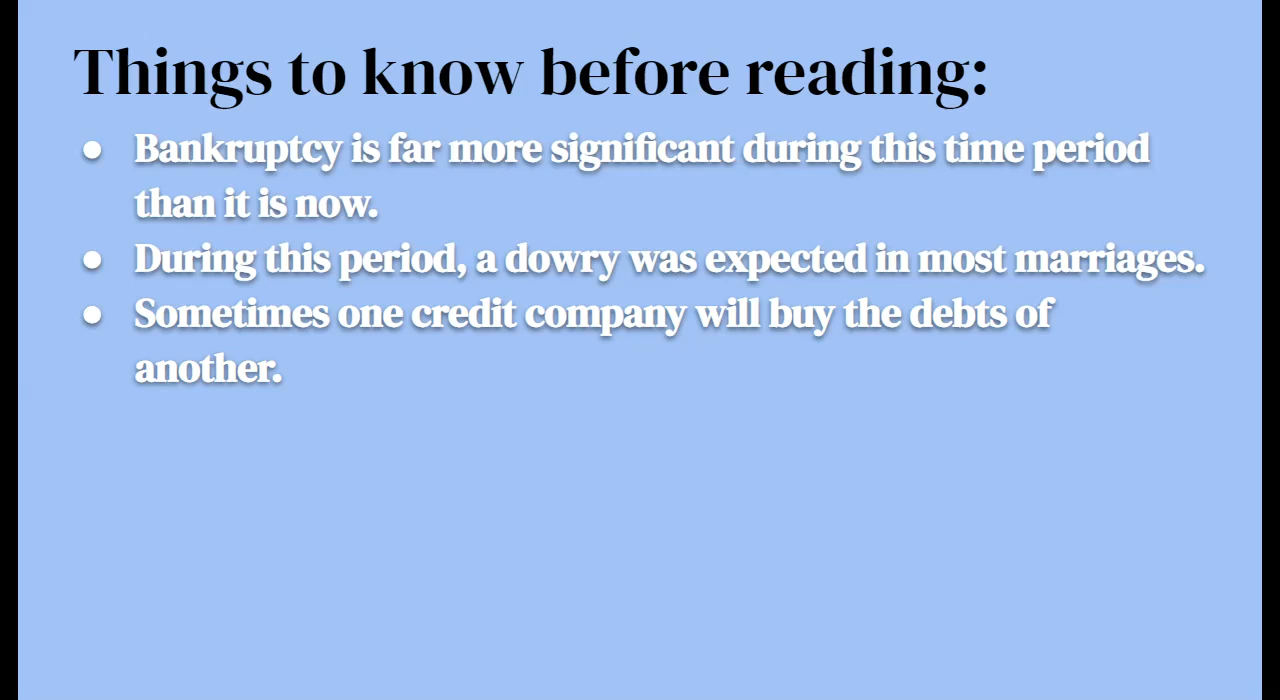 Things to know before reading:
● Bankruptcy is far more significant during this time period
than it is now.
● During this period, a dowry was expected in most marriages.
● Sometimes one credit company will buy the debts of
another.